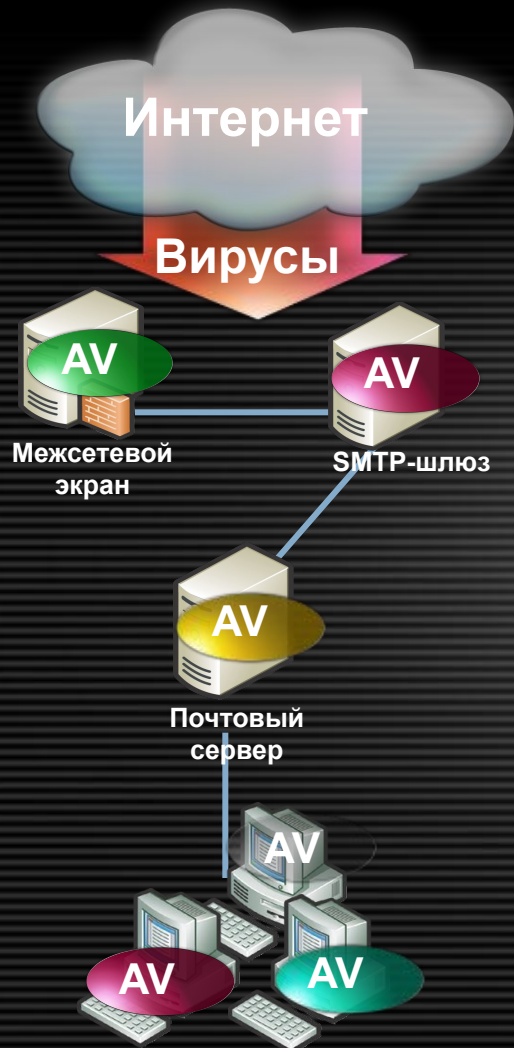 Интернет
Вирусы
AV
AV
Межсетевой
экран
SMTP-шлюз
AV
Почтовый
сервер
AV
AV
AV